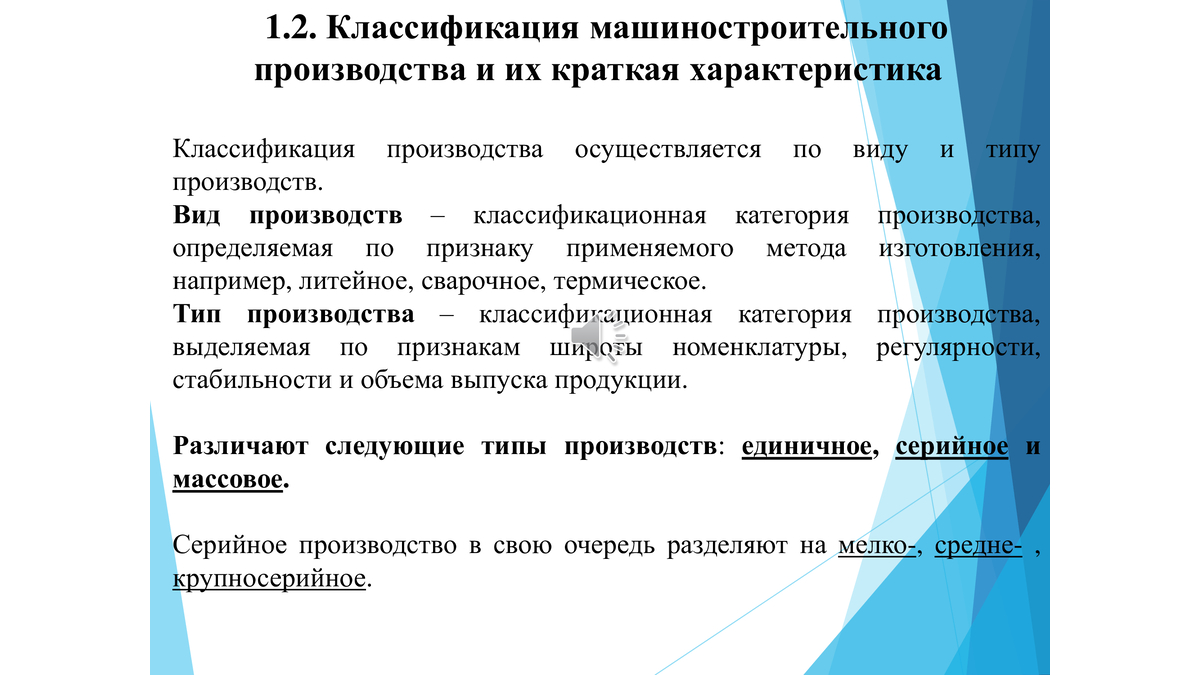 1.2. Классификация машиностроительного
производства и их краткая характеристика
Классификация производства осуществляется по виду и типу
производств.
Вид производств – классификационная категория производства,
определяемая по признаку применяемого метода изготовления,
например, литейное, сварочное, термическое.
Тип производства – классификационная категория производства,
выделяемая по признакам широты номенклатуры, регулярности,
стабильности и объема выпуска продукции.
Различают следующие типы производств: единичное, серийное и
массовое.
Серийное производство в свою очередь разделяют на мелко-, средне- ,
крупносерийное.